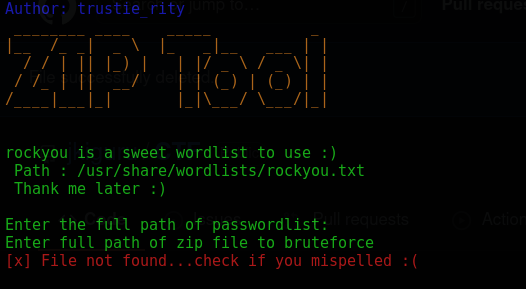 Author: trustie_rity
ZIP Tool
rockyou is a sweet wordlist to use :)
Path : /usr/share/wordlists/rockyou.txt
Thank me later :)
Enter the full path of passwordlist:
Enter full path of zip file to bruteforce
[x] File not found...check if you mispelled :(